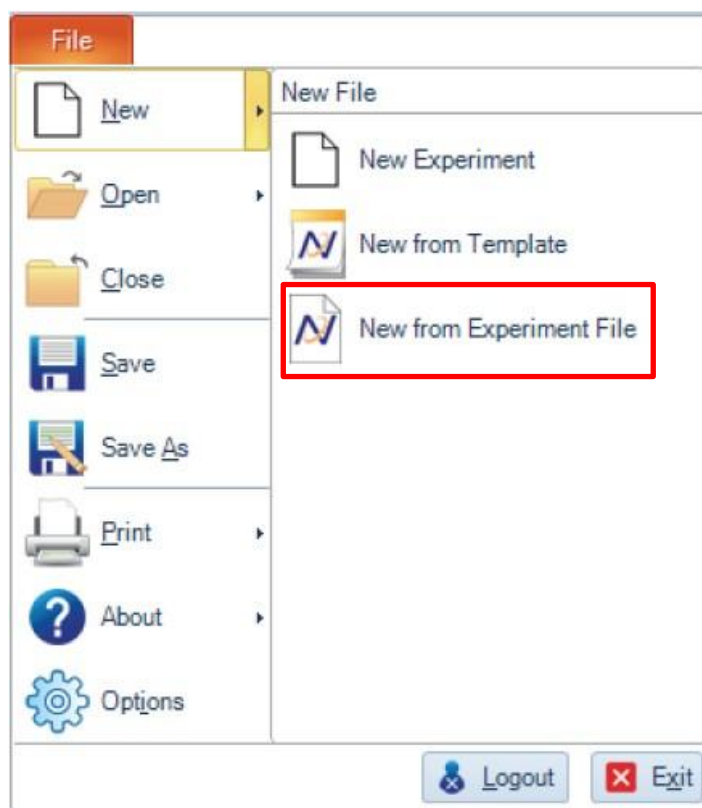 File
New
Open
Close
Save
Save As
Print
About
Options
New File
New Experiment
New from Template
New from Experiment File
Logout
Exit